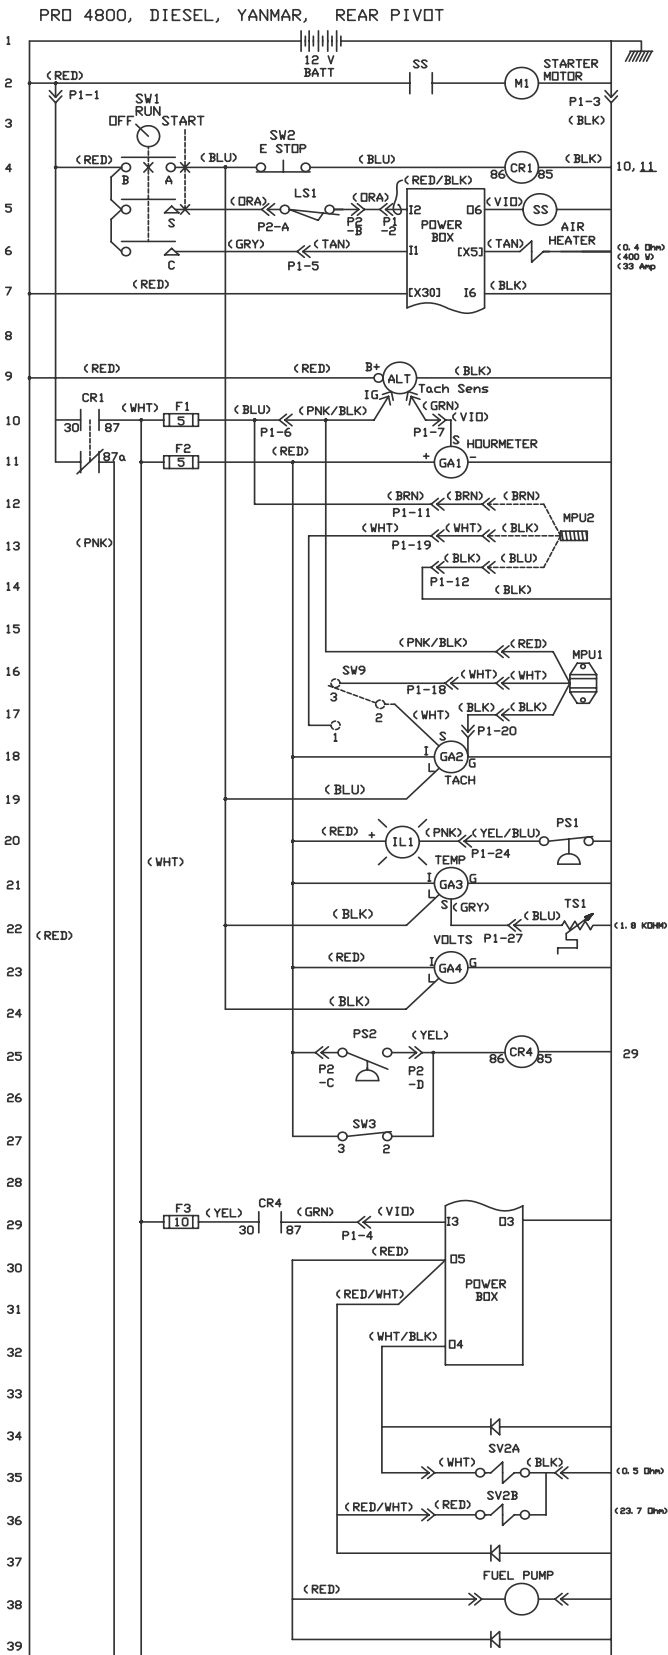 PRO 4800, DIESEL, YANMAR, REAR PIVOT
1
12 V
BATT
2 (RED) SS M1 STARTER
MOTOR
P1-1 SW1 P1-3
3 OFF RUN START (BLK)
SW2
E STOP
4 (RED) B A (BLU) (BLU) 86 CR1 85 (BLK) 10, 11
(RED/BLK)
5 S (ORA) LS1 (ORA) I2 O6 (VIO) SS
P2-A P2-B P1-2 POWER
BOX AIR
HEATER
6 C (GRY) (TAN) I1 [X5] (TAN) (0.4 Ohm)
P1-5 (400 W)
(33 Amp
7 (RED) [X30] I6 (BLK)
8
9 (RED) (RED) B+ ALT (BLK)
IG Tach Sens
CR1 (GRN)
10 30 87 (WHT) F1 5 (BLU) (PNK/BLK) (VIO)
P1-6 P1-7 S HOURMETER
11 87a F2 5 (RED) + GA1 -
12 (BRN) (BRN) (BRN)
P1-11 MPU2
13 (PNK) (WHT) (WHT) (BLK)
P1-19
14 (BLK) (BLU)
P1-12
(BLK)
15 (PNK/BLK) (RED)
MPU1
16 SW9 3 (WHT) (WHT)
P1-18
17 1 2 (WHT) (BLK) (BLK)
P1-20
18 I S GA2 G
L TACH
19 (BLU)
20 (RED) + IL1 (PNK) (YEL/BLU) PS1
P1-24
TEMP
21 (WHT) I GA3 G
L
22 (RED) (BLK) S (GRY) (BLU) TS1 (1.8 KOHM)
P1-27
VOLTS
23 (RED) I GA4 G
L
24 (BLK)
25 PS2 (YEL) 86 CR4 85 29
P2-C P2-D
26
27 SW3
3 2
28
29 F3 10 (YEL) CR4 30 87 (GRN) (VIO) I3 O3
P1-4
30 (RED) O5
31 (RED/WHT) POWER
BOX
32 (WHT/BLK) O4
33
34
35 (WHT) SV2A (BLK) (0.5 Ohm)
36 (RED/WHT) (RED) SV2B (23.7 Ohm)
37
FUEL PUMP
38 (RED)
39